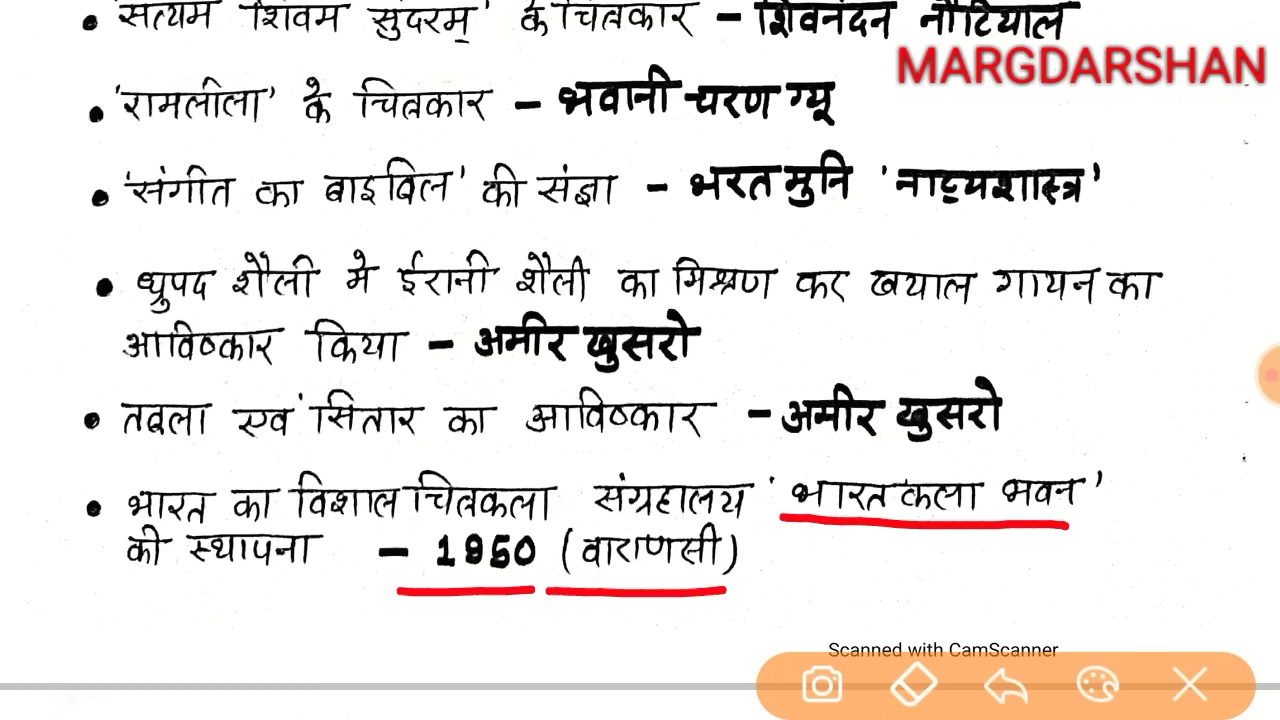 • 'सत्यम शिवम सुंदरम्' के चित्रकार – शिवनंदन नौटियाल
MARGDARSHAN
• 'रामलीला' के चित्रकार – भवानी चरण ग्यू
• 'संगीत का बाइबिल' की संज्ञा – भरत मुनि 'नाट्यशास्त्र'
• ध्रुपद शैली मे ईरानी शैली का मिश्रण कर खयाल गायन का
आविष्कार किया – अमीर खुसरो
• तबला एवं सितार का आविष्कार – अमीर खुसरो
• भारत का विशाल चित्रकला संग्रहालय 'भारत कला भवन'
की स्थापना – 1950 (वाराणसी)
Scanned with CamScanner